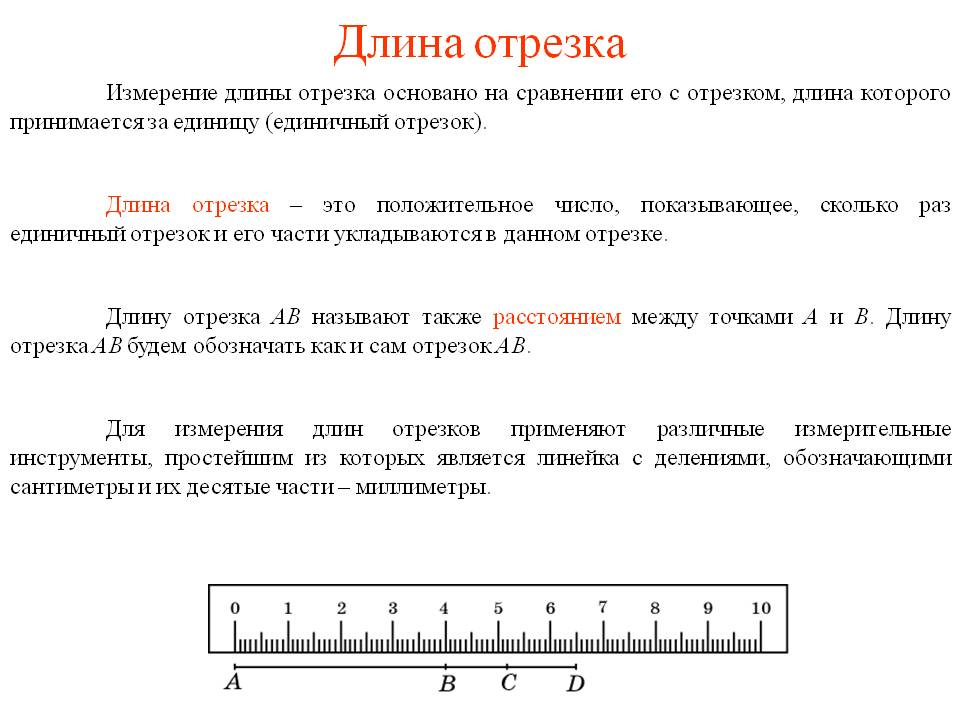 Длина отрезка
Измерение длины отрезка основано на сравнении его с отрезком, длина которого
принимается за единицу (единичный отрезок).
Длина отрезка – это положительное число, показывающее, сколько раз
единичный отрезок и его части укладываются в данном отрезке.
Длину отрезка AB называют также расстоянием между точками A и B. Длину
отрезка AB будем обозначать как и сам отрезок AB.
Для измерения длин отрезков применяют различные измерительные
инструменты, простейшим из которых является линейка с делениями, обозначающими
сантиметры и их десятые части – миллиметры.
0 1 2 3 4 5 6 7 8 9 10
A B C D